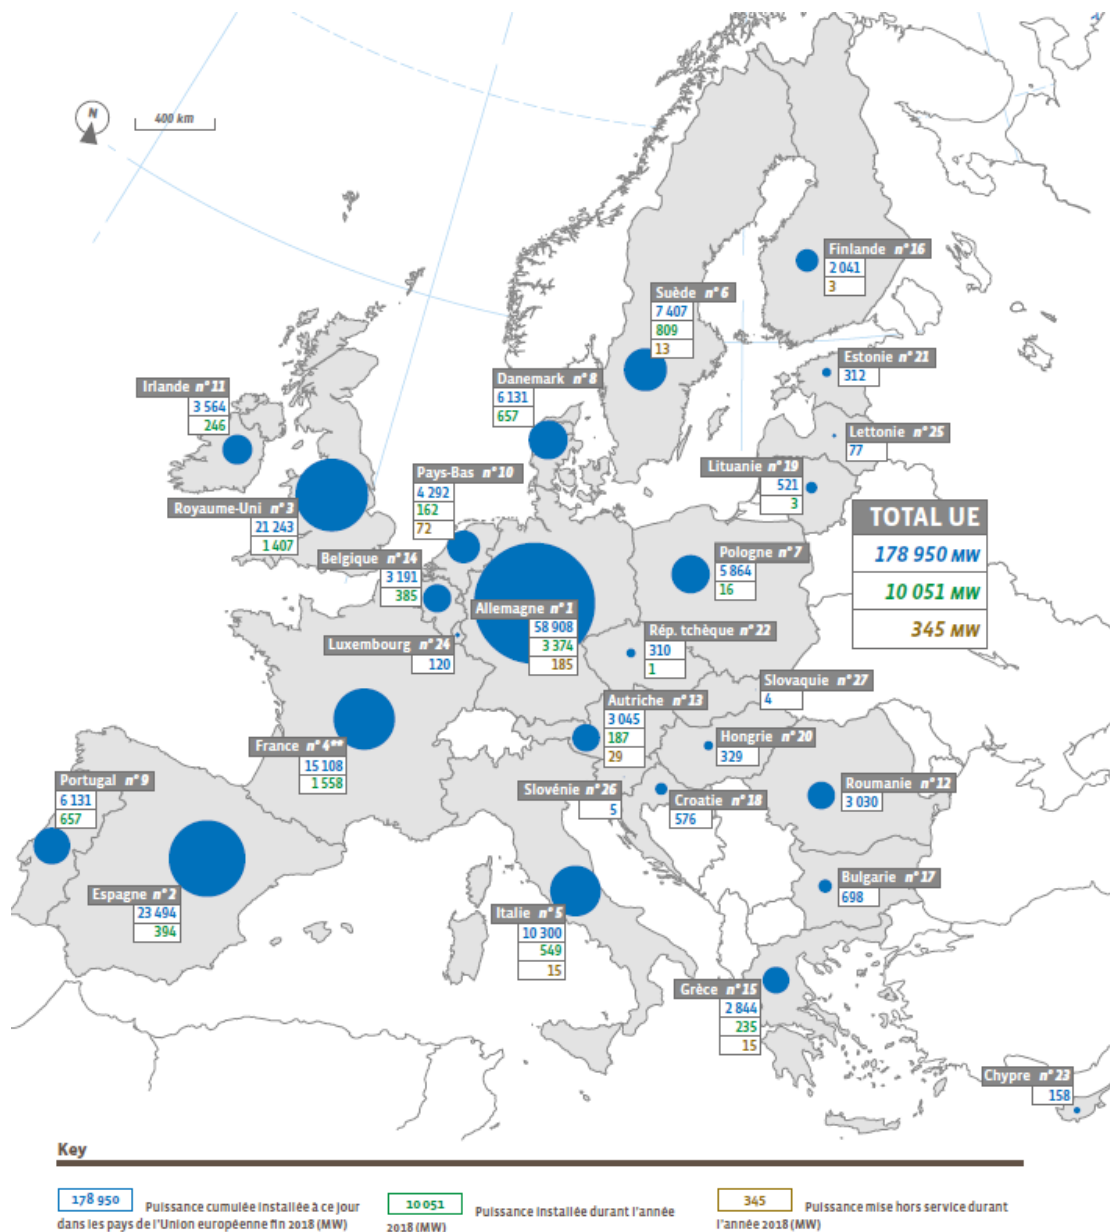 N
400 km
Finlande n°16
2 041
3
Suède n°6
7 407
809
13
Estonie n°21
312
Danemark n°8
6 131
657
Irlande n°11
3 564
246
Lettonie n°25
77
Lituanie n°19
521
3
Pays-Bas n°10
4 292
162
72
Royaume-Uni n°3
21 243
1 407
TOTAL UE
178 950 MW
10 051 MW
345 MW
Belgique n°14
3 191
385
Pologne n°7
5 864
16
Allemagne n°1
58 908
3 374
185
Luxembourg n°24
120
Rép. tchèque n°22
310
1
Slovaquie n°27
4
Autriche n°13
3 045
187
29
Hongrie n°20
329
France n°4**
15 108
1 558
Portugal n°9
6 131
657
Slovénie n°26
5
Croatie n°18
576
Roumanie n°12
3 030
Bulgarie n°17
698
Espagne n°2
23 494
394
Italie n°5
10 300
549
15
Grèce n°15
2 844
235
15
Chypre n°23
158
Key
178 950 Puissance cumulée installée à ce jour
dans les pays de l'Union européenne fin 2018 (MW)
10 051 Puissance installée durant l'année
2018 (MW)
345 Puissance mise hors service durant
l'année 2018 (MW)